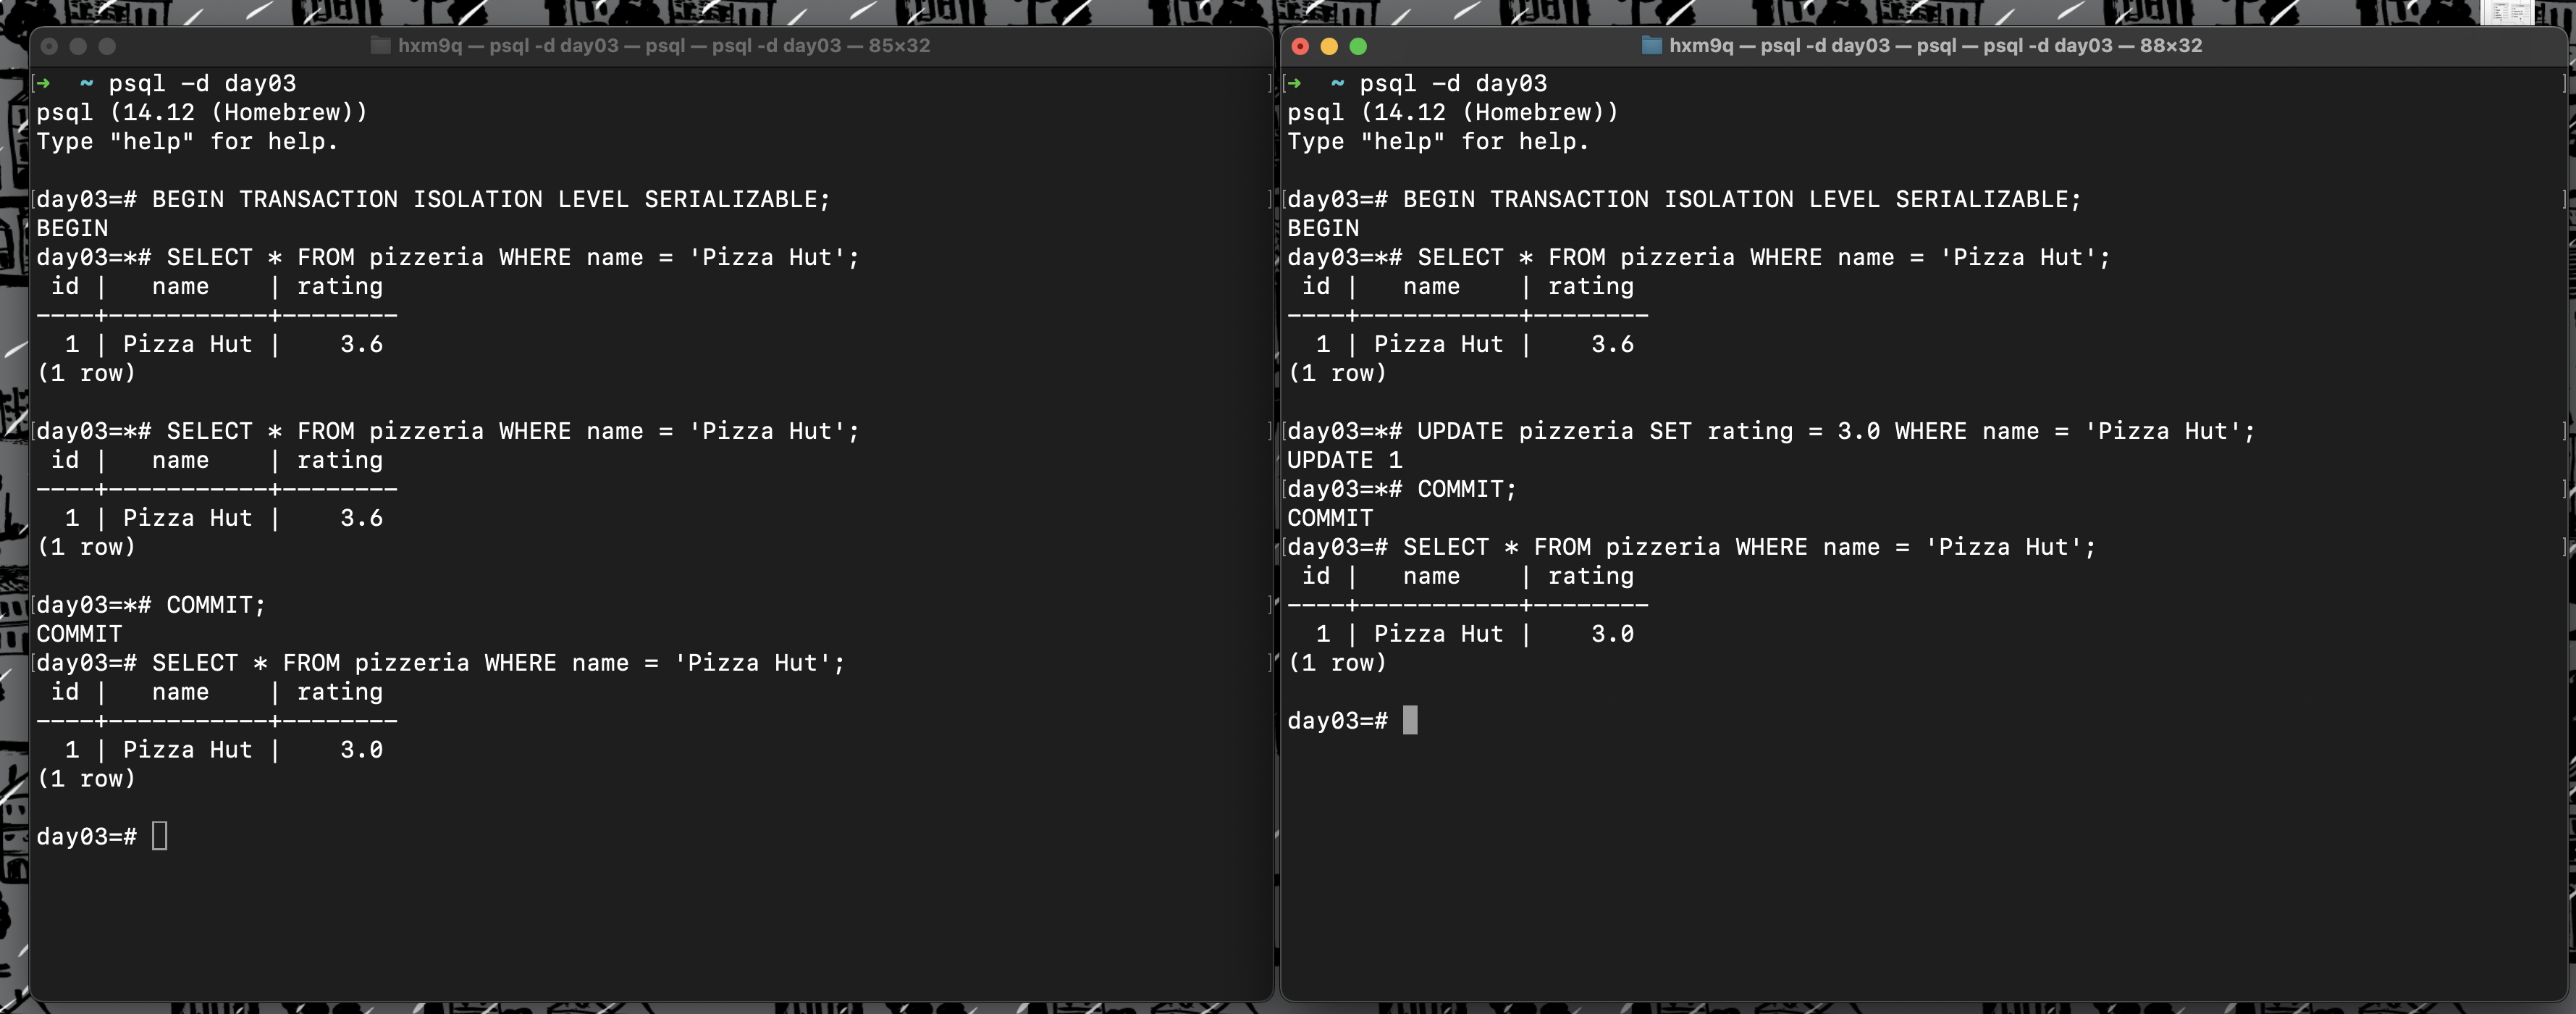 hxm9q — psql -d day03 — psql — psql -d day03 — 85×32
➜  ~ psql -d day03
psql (14.12 (Homebrew))
Type "help" for help.
day03=# BEGIN TRANSACTION ISOLATION LEVEL SERIALIZABLE;
BEGIN
day03=*# SELECT * FROM pizzeria WHERE name = 'Pizza Hut';
 id |   name    | rating
----+-----------+--------
  1 | Pizza Hut |    3.6
(1 row)
day03=*# SELECT * FROM pizzeria WHERE name = 'Pizza Hut';
 id |   name    | rating
----+-----------+--------
  1 | Pizza Hut |    3.6
(1 row)
day03=*# COMMIT;
COMMIT
day03=# SELECT * FROM pizzeria WHERE name = 'Pizza Hut';
 id |   name    | rating
----+-----------+--------
  1 | Pizza Hut |    3.0
(1 row)
day03=#
hxm9q — psql -d day03 — psql — psql -d day03 — 88×32
➜  ~ psql -d day03
psql (14.12 (Homebrew))
Type "help" for help.
day03=# BEGIN TRANSACTION ISOLATION LEVEL SERIALIZABLE;
BEGIN
day03=*# SELECT * FROM pizzeria WHERE name = 'Pizza Hut';
 id |   name    | rating
----+-----------+--------
  1 | Pizza Hut |    3.6
(1 row)
day03=*# UPDATE pizzeria SET rating = 3.0 WHERE name = 'Pizza Hut';
UPDATE 1
day03=*# COMMIT;
COMMIT
day03=# SELECT * FROM pizzeria WHERE name = 'Pizza Hut';
 id |   name    | rating
----+-----------+--------
  1 | Pizza Hut |    3.0
(1 row)
day03=#